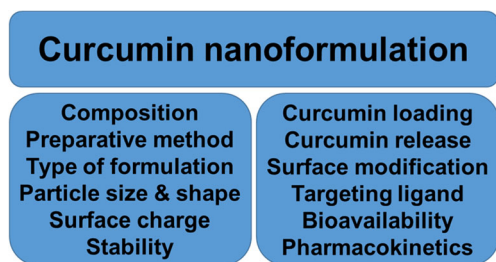 Curcumin nanoformulation
Composition
Preparative method
Type of formulation
Particle size & shape
Surface charge
Stability
Curcumin loading
Curcumin release
Surface modification
Targeting ligand
Bioavailability
Pharmacokinetics